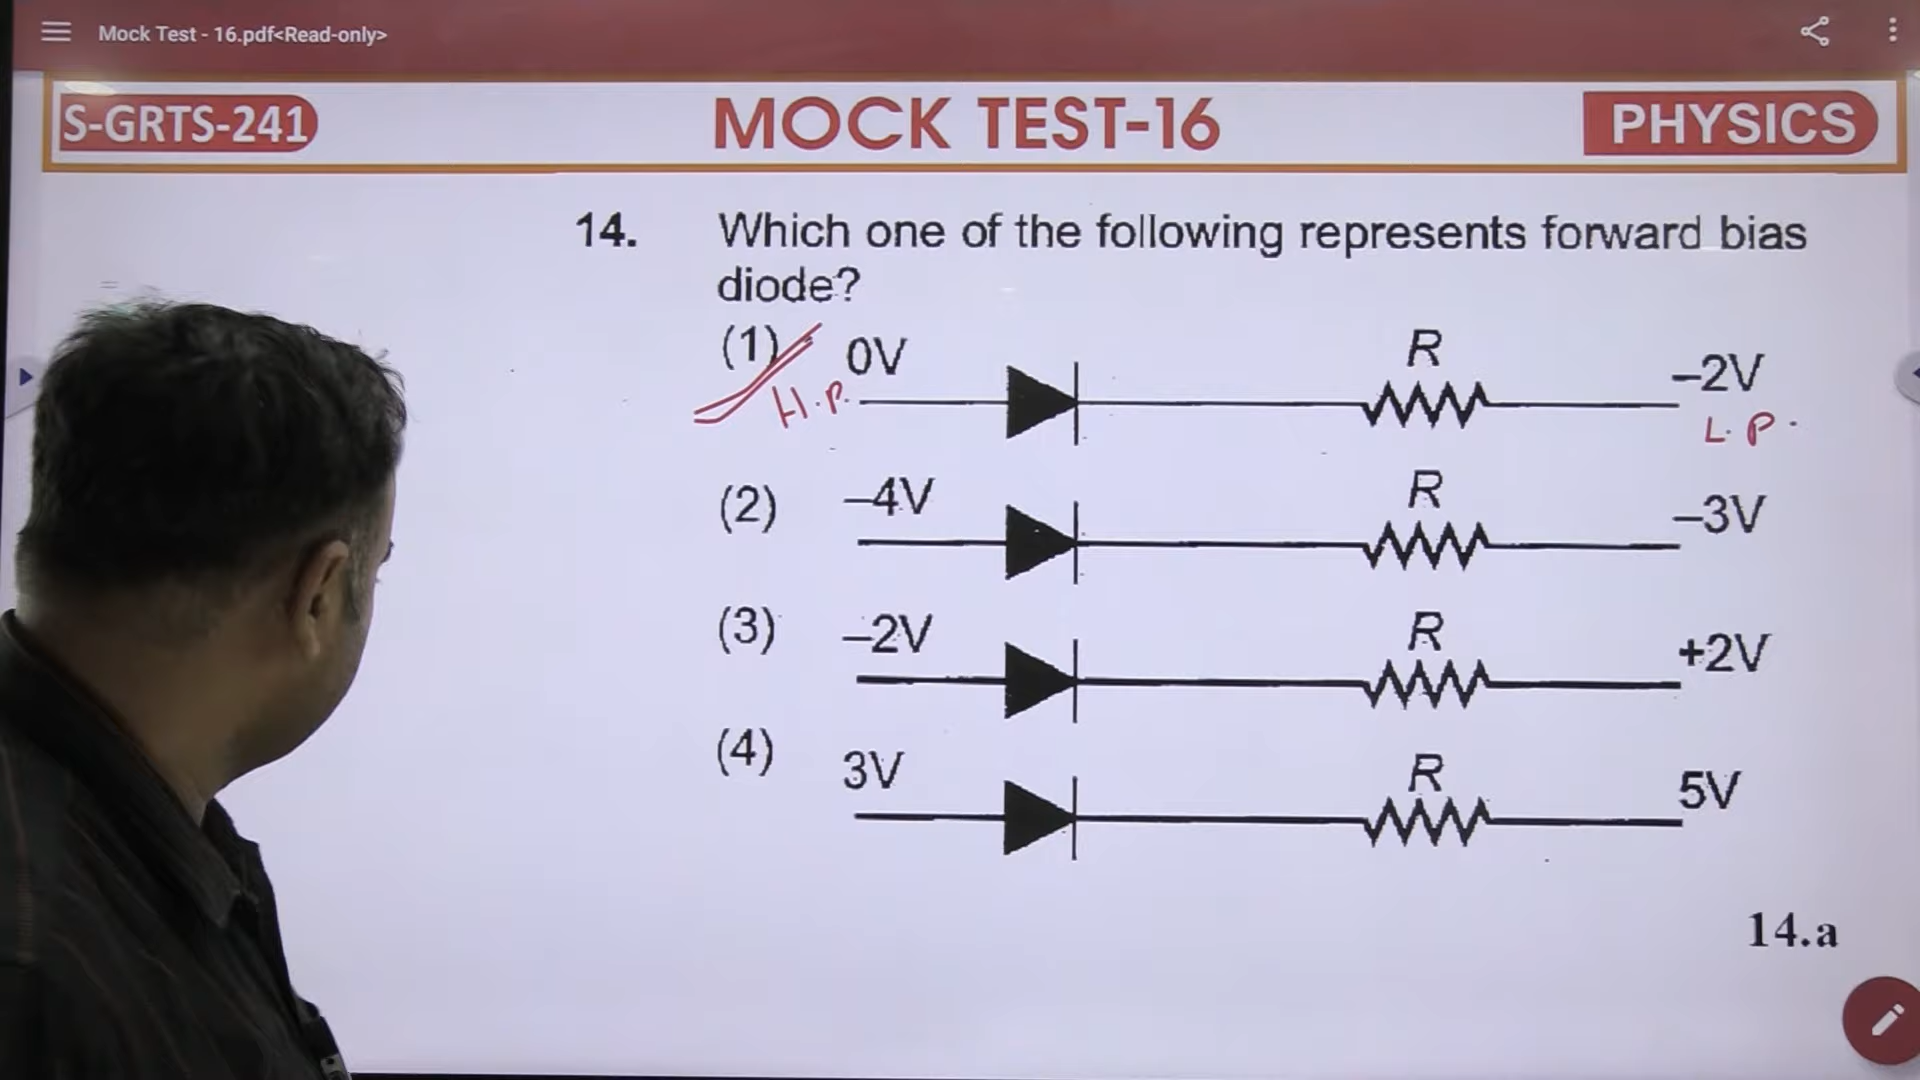 Mock Test - 16.pdf<Read-only>
S-GRTS-241 MOCK TEST-16 PHYSICS
14. Which one of the following represents forward bias
diode?
(1) 0V R –2V
H.P. L.P.
(2) –4V R –3V
(3) –2V R +2V
(4) 3V R 5V
14.a